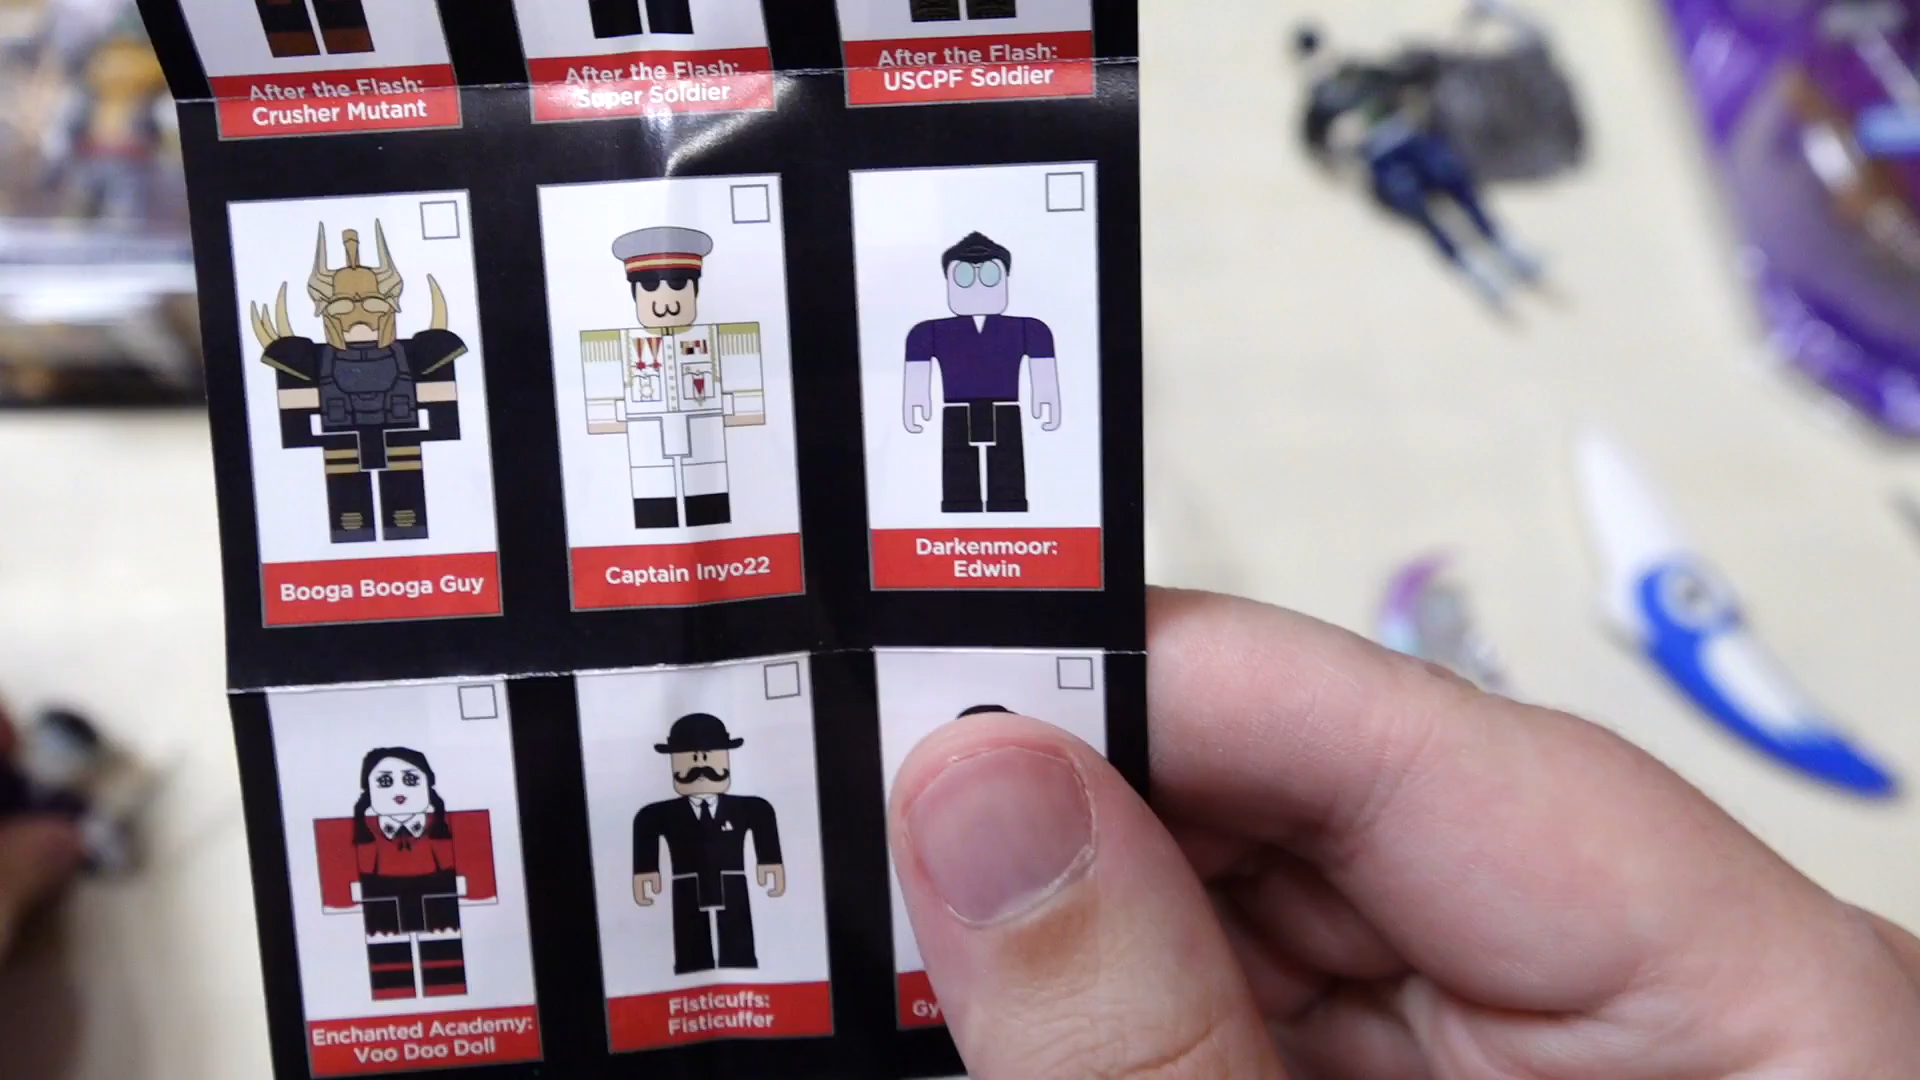 After the Flash:
Crusher Mutant
After the Flash:
Super Soldier
After the Flash:
USCPF Soldier
Booga Booga Guy
Captain Inyo22
Darkenmoor:
Edwin
Enchanted Academy:
Voo Doo Doll
Fisticuffs:
Fisticuffer